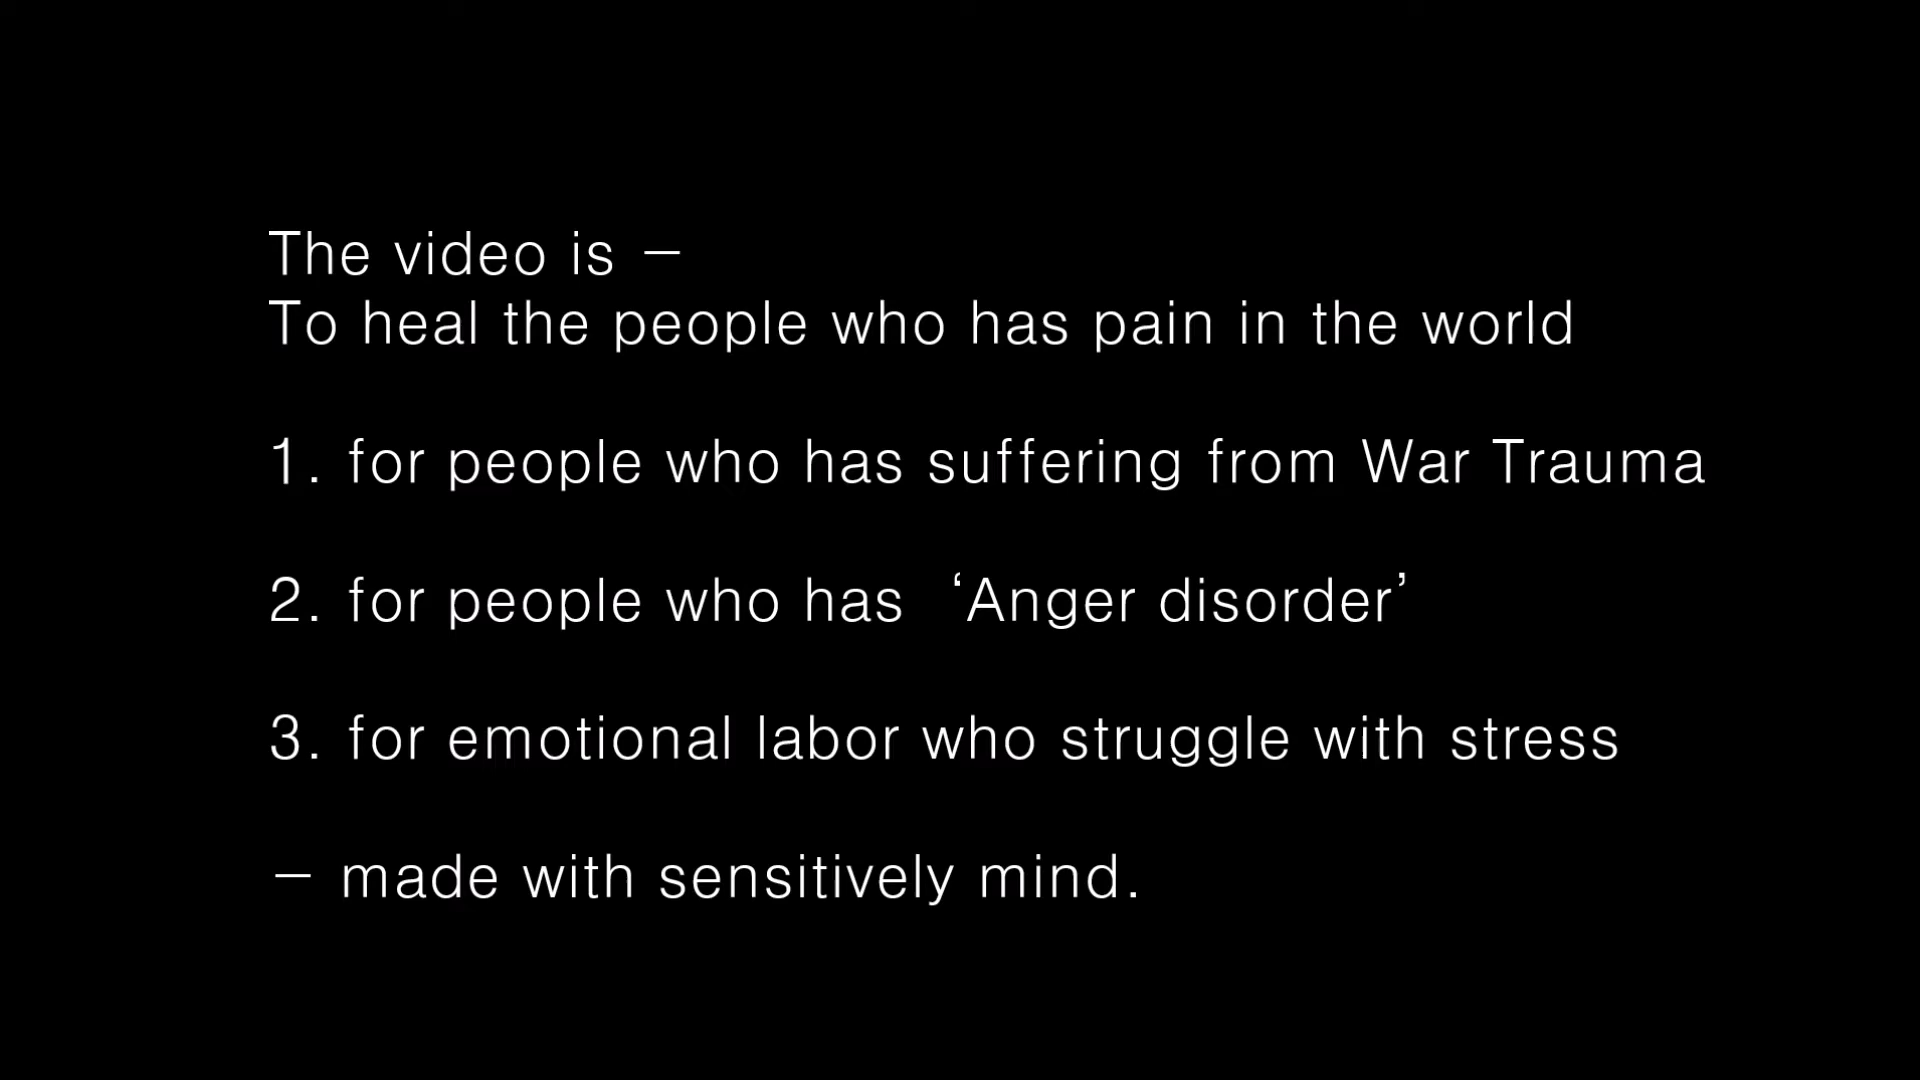 The video is –
To heal the people who has pain in the world
1. for people who has suffering from War Trauma
2. for people who has ‘Anger disorder’
3. for emotional labor who struggle with stress
– made with sensitively mind.